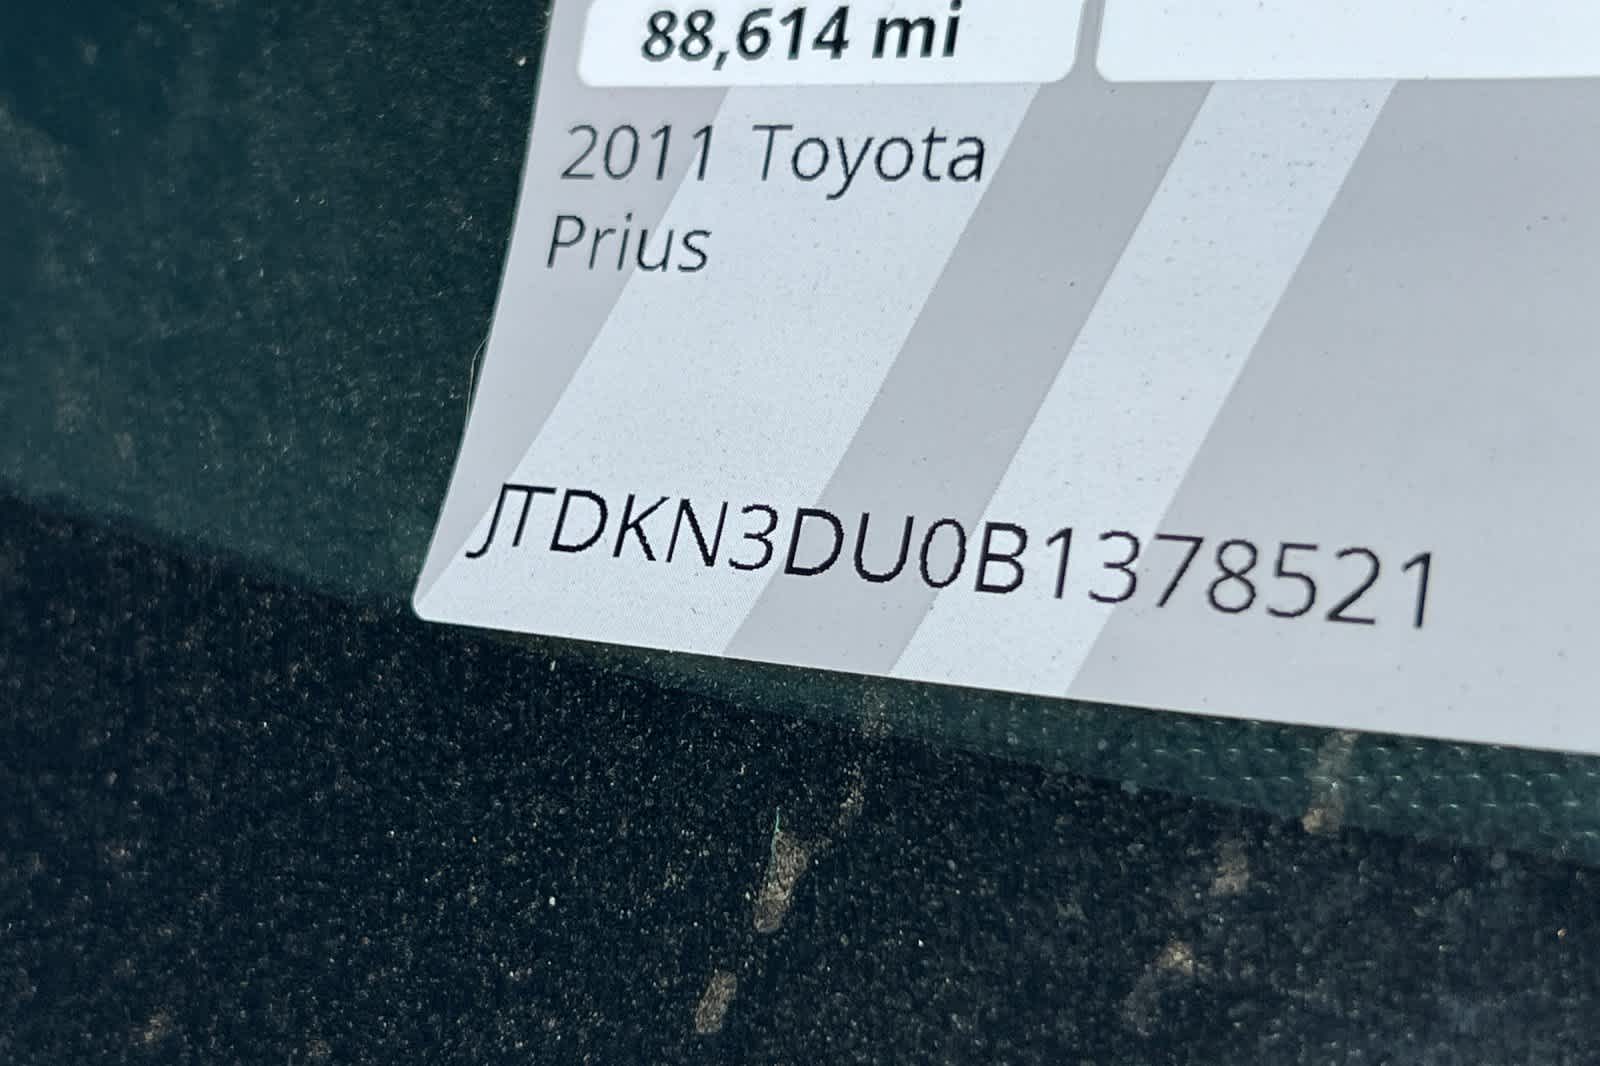 88,614 mi
2011 Toyota
Prius
JTDKN3DU0B1378521